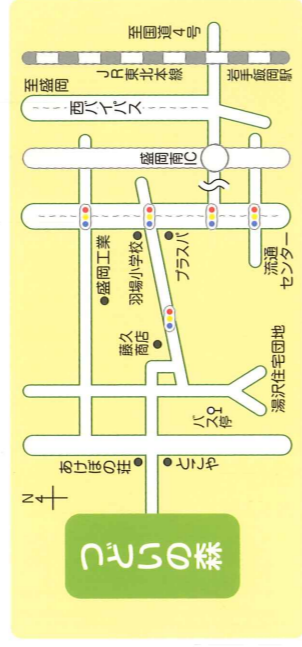 至国道4号
JR東北本線
岩手飯岡駅
至盛岡
西バイパス
盛岡南IC
盛岡工業
羽場小学校
プラスパ
流通
センター
藤久
商店
湯沢住宅団地
バス停
あけぼの荘
とこや
N
つどいの森